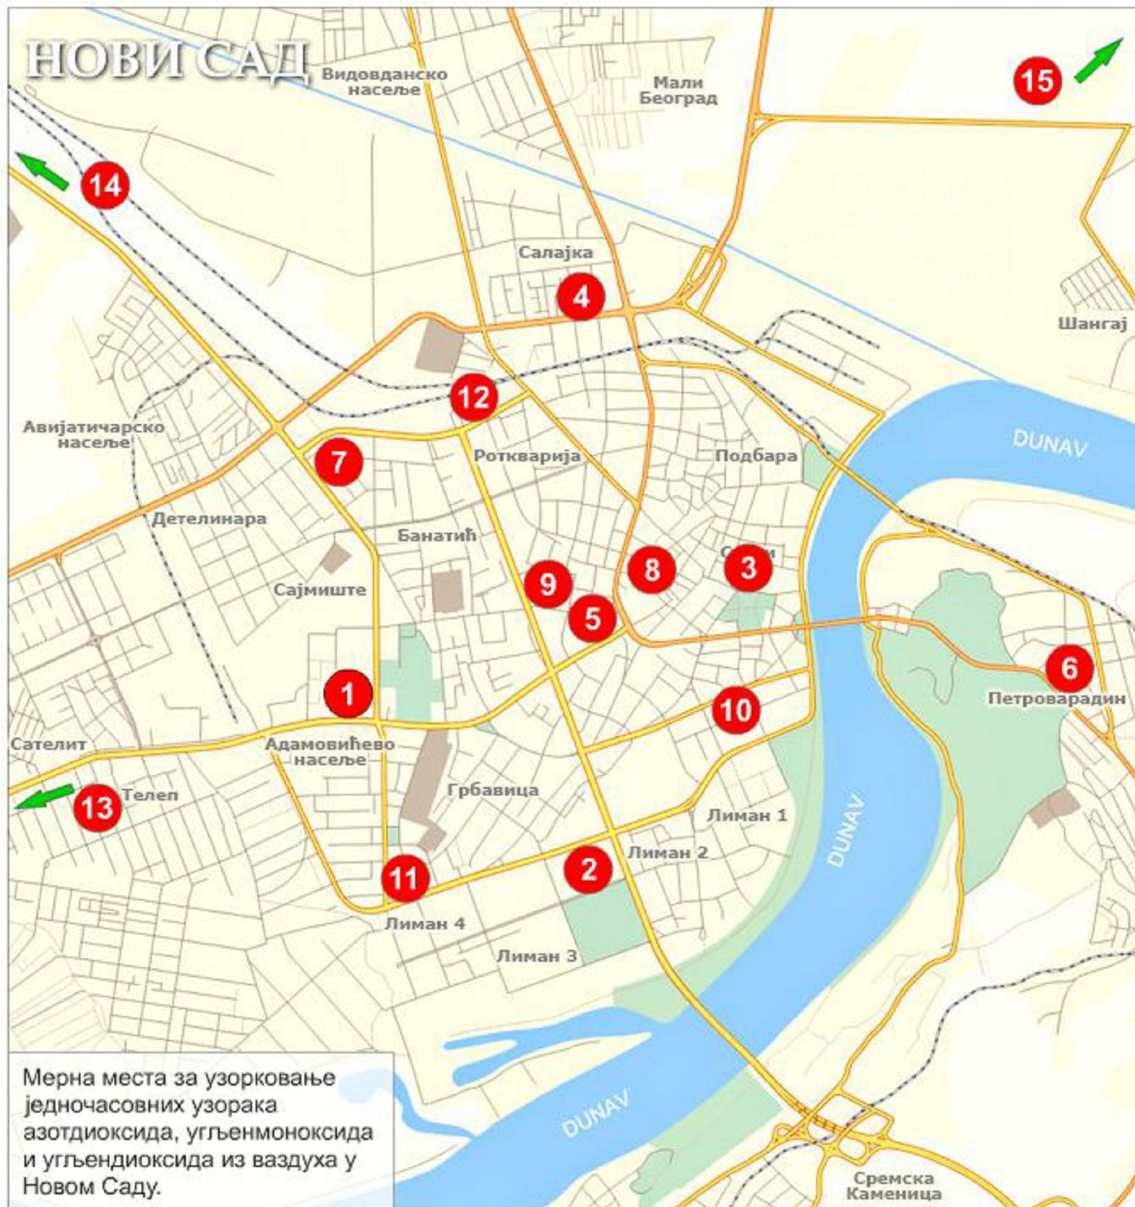 НОВИ САД
Видовданско
насеље
Мали
Београд
15
14
Салајка
4
Шангај
12
Авијатичарско
насеље
DUNAV
7
Роткварија
Подбара
Детелинара
Банатић
Сајмиште
9
8
3
5
1
6
10
Петроварадин
Сателит
Адамовићево
насеље
13
Телеп
Грбавица
Лиман 1
DUNAV
2
Лиман 2
11
Лиман 4
Лиман 3
Мерна места за узорковање
једночасовних узорака
азотдиоксида, угљенмоноксида
и угљендиоксида из ваздуха у
Новом Саду.
DUNAV
Сремска
Каменица